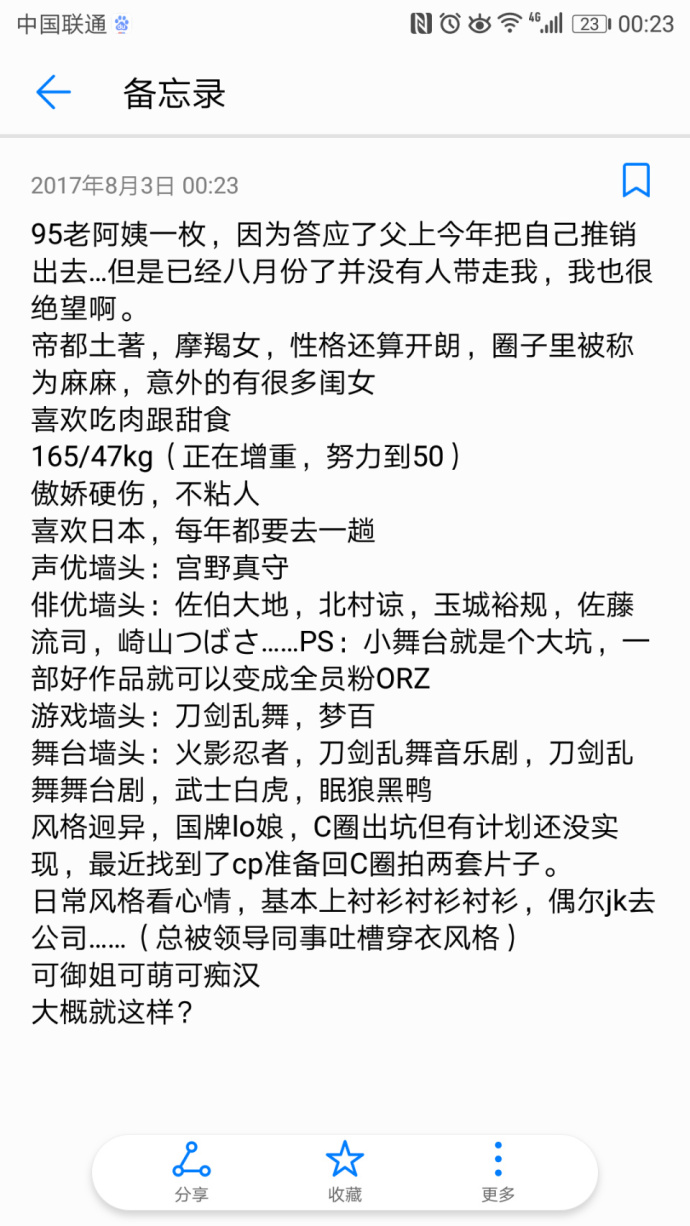 中国联通 4G 23 00:23
备忘录
2017年8月3日 00:23
95老阿姨一枚，因为答应了父上今年把自己推销
出去…但是已经八月份了并没有人带走我，我也很
绝望啊。
帝都土著，摩羯女，性格还算开朗，圈子里被称
为麻麻，意外的有很多闺女
喜欢吃肉跟甜食
165/47kg（正在增重，努力到50）
傲娇硬伤，不粘人
喜欢日本，每年都要去一趟
声优墙头：宫野真守
俳优墙头：佐伯大地，北村谅，玉城裕规，佐藤
流司，崎山つばさ……PS：小舞台就是个大坑，一
部好作品就可以变成全员粉ORZ
游戏墙头：刀剑乱舞，梦百
舞台墙头：火影忍者，刀剑乱舞音乐剧，刀剑乱
舞舞台剧，武士白虎，眠狼黑鸭
风格迥异，国牌lo娘，C圈出坑但有计划还没实
现，最近找到了cp准备回C圈拍两套片子。
日常风格看心情，基本上衬衫衬衫衬衫，偶尔jk去
公司……（总被领导同事吐槽穿衣风格）
可御姐可萌可痴汉
大概就这样？
分享 收藏 更多